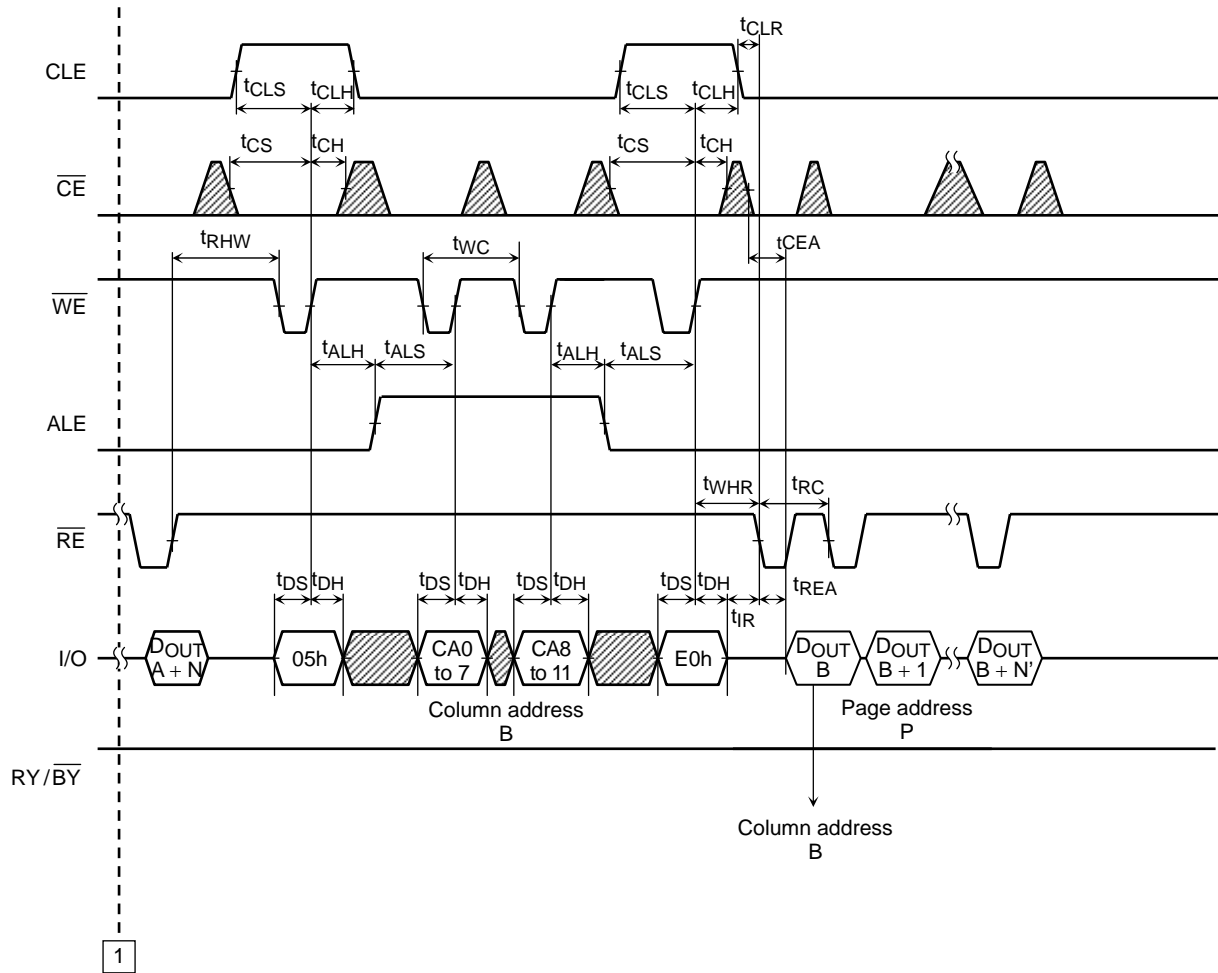 tCLR
CLE
tCLS tCLH tCLS tCLH
tCS tCH tCS tCH
CE
tRHW tWC tCEA
WE
tALH tALS tALH tALS
ALE
tWHR tRC
RE
tDS tDH tDS tDH tDS tDH tDS tDH tIR tREA
I/O
DOUT
A + N
05h
CA0
to 7
CA8
to 11
E0h
DOUT
B
DOUT
B + 1
DOUT
B + N’
Column address
B
Page address
P
RY/BY
Column address
B
1